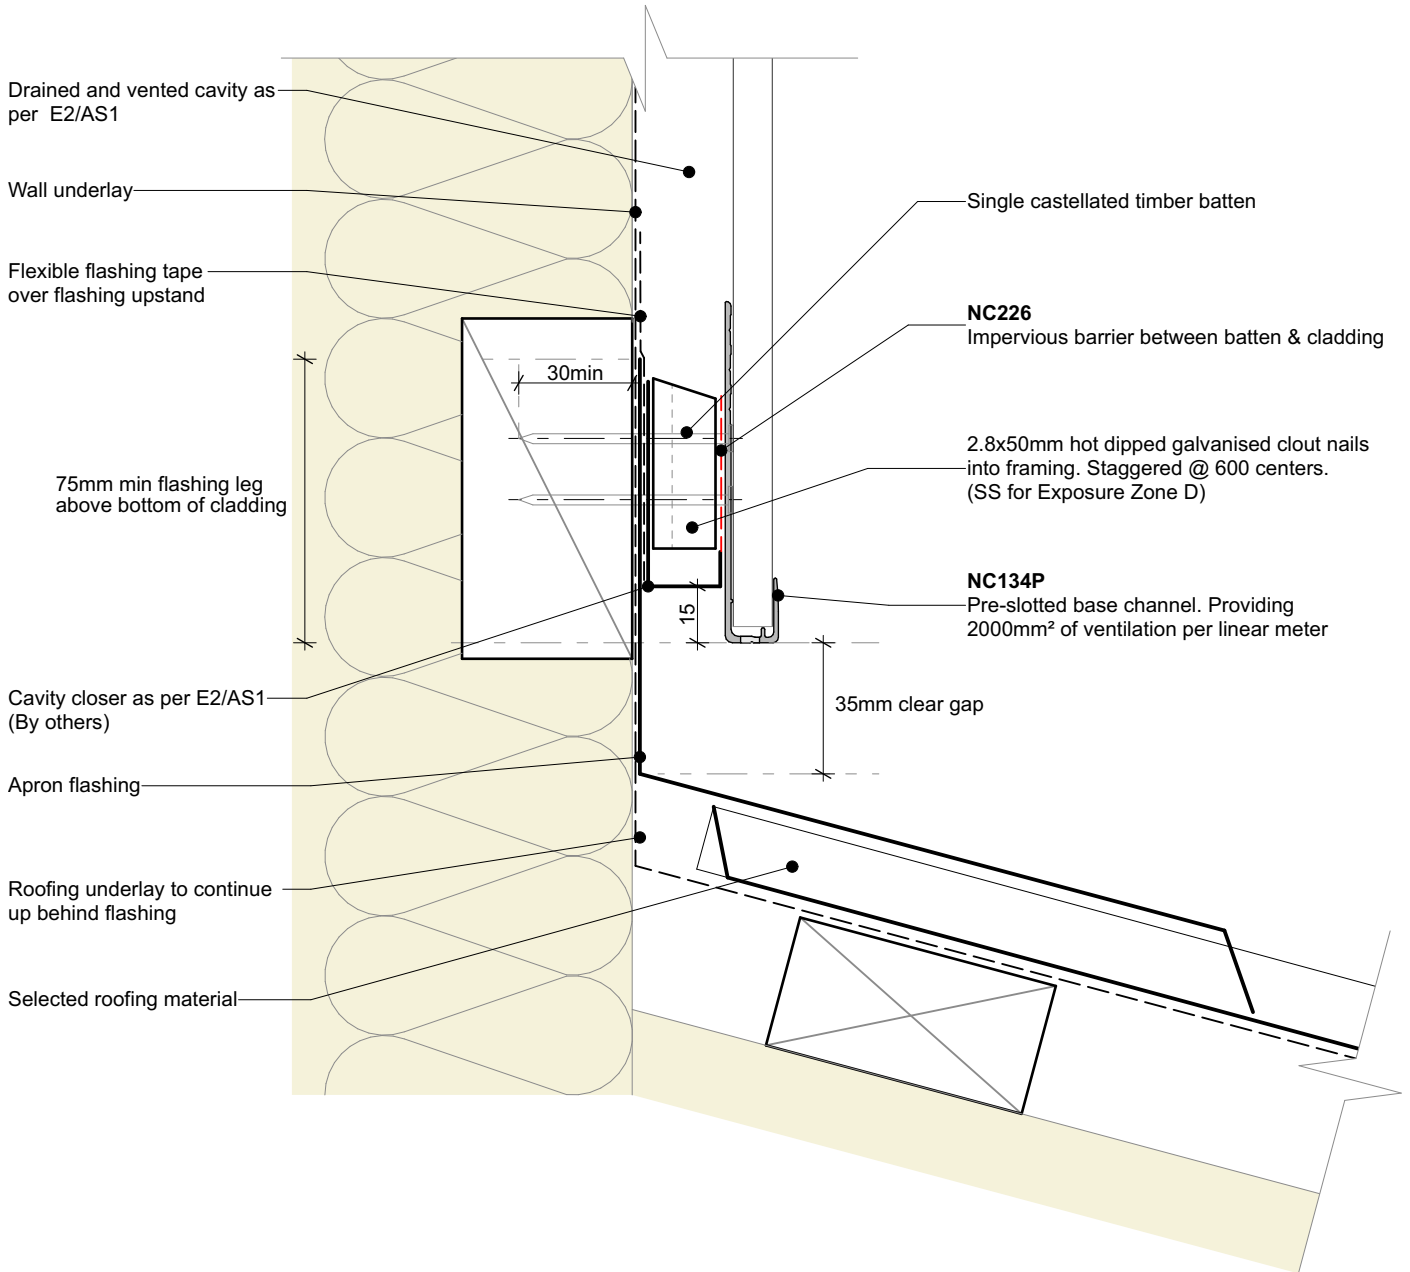 Drained and vented cavity as
per E2/AS1
Wall underlay
Flexible flashing tape
over flashing upstand
75mm min flashing leg
above bottom of cladding
Cavity closer as per E2/AS1
(By others)
Apron flashing
Roofing underlay to continue
up behind flashing
Selected roofing material
30min
15
35mm clear gap
Single castellated timber batten
NC226
Impervious barrier between batten & cladding
2.8x50mm hot dipped galvanised clout nails
into framing. Staggered @ 600 centers.
(SS for Exposure Zone D)
NC134P
Pre-slotted base channel. Providing
2000mm² of ventilation per linear meter